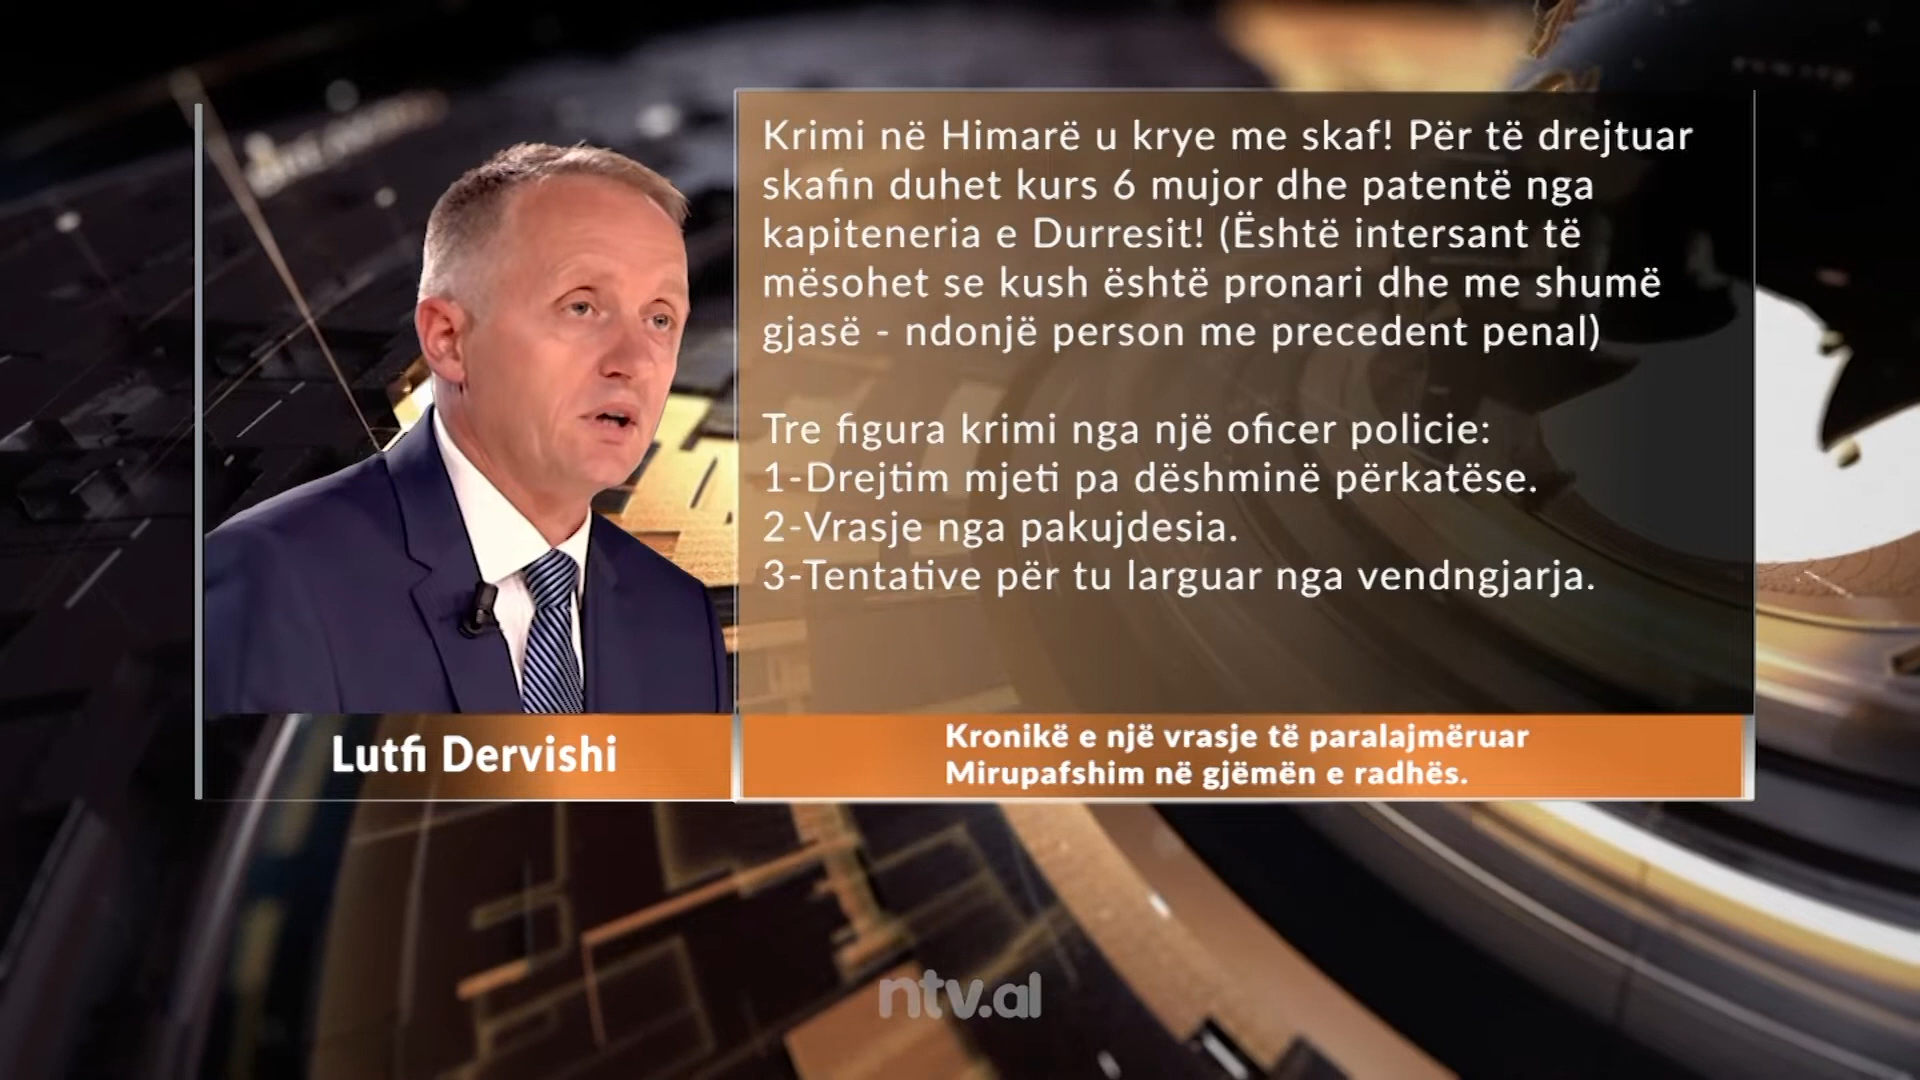 Krimi në Himarë u krye me skaf! Për të drejtuar
skafin duhet kurs 6 mujor dhe patentë nga
kapiteneria e Durresit! (Është intersant të
mësohet se kush është pronari dhe me shumë
gjasë - ndonjë person me precedent penal)
Tre figura krimi nga një oficer policie:
1-Drejtim mjeti pa dëshminë përkatëse.
2-Vrasje nga pakujdesia.
3-Tentative për tu larguar nga vendngjarja.
Lutfi Dervishi
Kronikë e një vrasje të paralajmëruar
Mirupafshim në gjëmën e radhës.
ntv.al